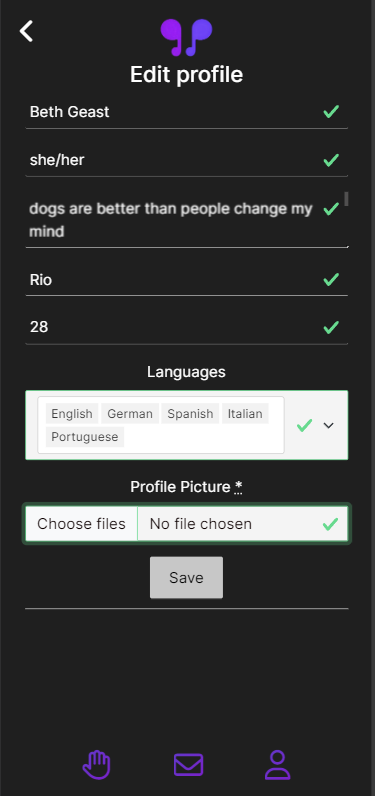 Edit profile
Beth Geast
she/her
dogs are better than people change my
mind
Rio
28
Languages
English German Spanish Italian
Portuguese
Profile Picture *
Choose files No file chosen
Save